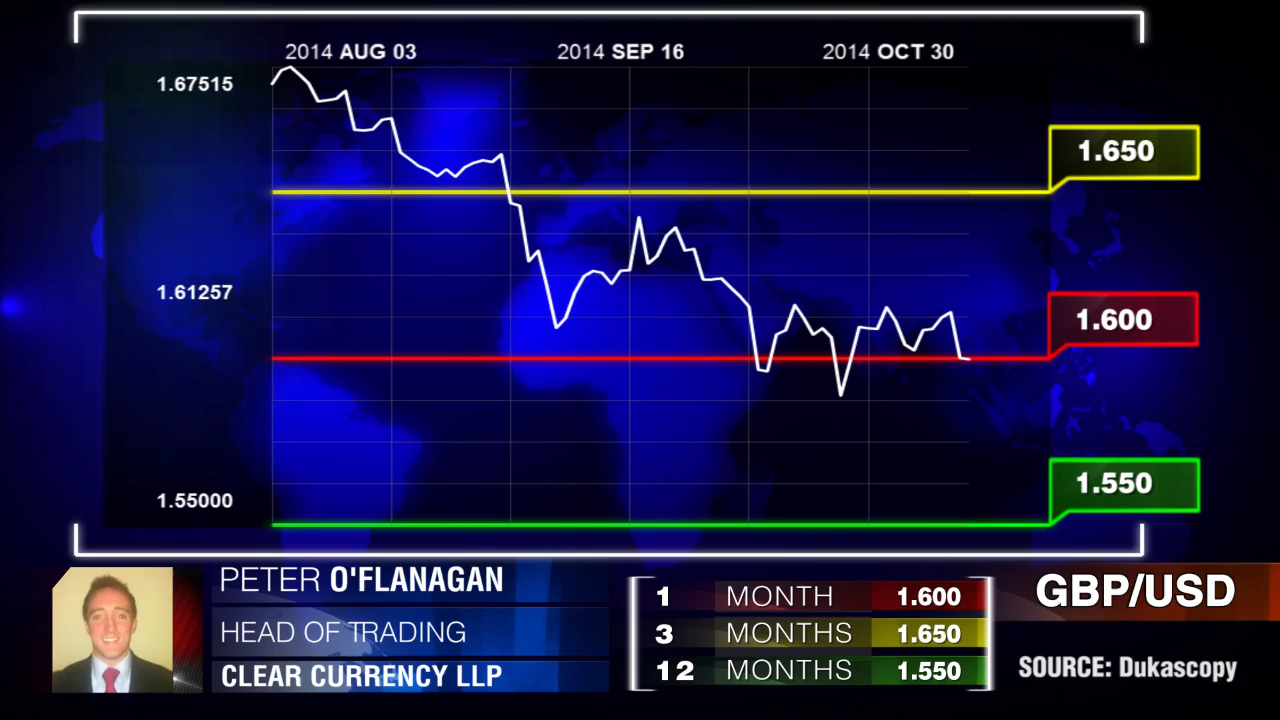 2014 AUG 03 2014 SEP 16 2014 OCT 30
1.67515
1.650
1.61257
1.600
1.550
1.55000
PETER O'FLANAGAN
HEAD OF TRADING
CLEAR CURRENCY LLP
1 MONTH 1.600
3 MONTHS 1.650
12 MONTHS 1.550
GBP/USD
SOURCE: Dukascopy